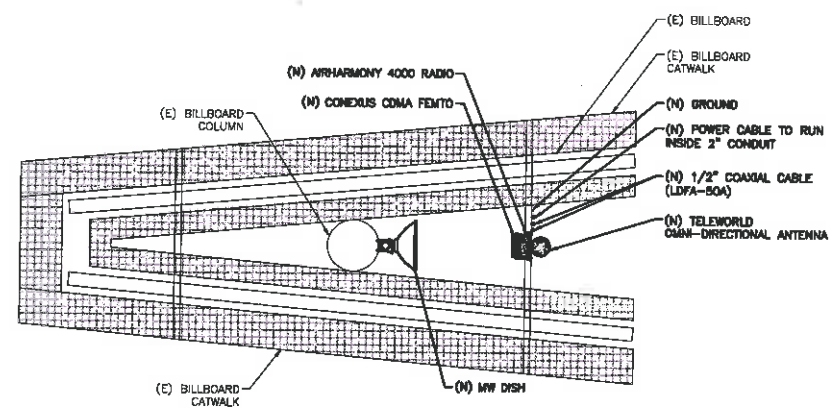 (E) BILLBOARD
(E) BILLBOARD
CATWALK
(N) AIRHARMONY 4000 RADIO
(N) CONEXUS CDMA FEMTO
(E) BILLBOARD
COLUMN
(N) GROUND
(N) POWER CABLE TO RUN
INSIDE 2" CONDUIT
(N) 1/2" COAXIAL CABLE
(LDFA-50A)
(N) TELEWORLD
OMNI-DIRECTIONAL ANTENNA
(E) BILLBOARD
CATWALK
(N) MW DISH